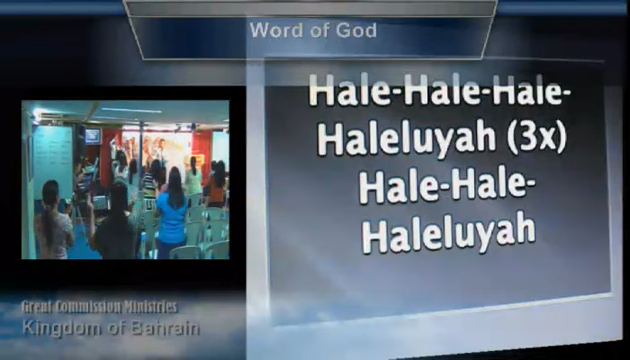 Word of God
Hale-Hale-Hale-
Haleluyah (3x)
Hale-Hale-
Haleluyah
Great Commission Ministries
Kingdom of Bahrain